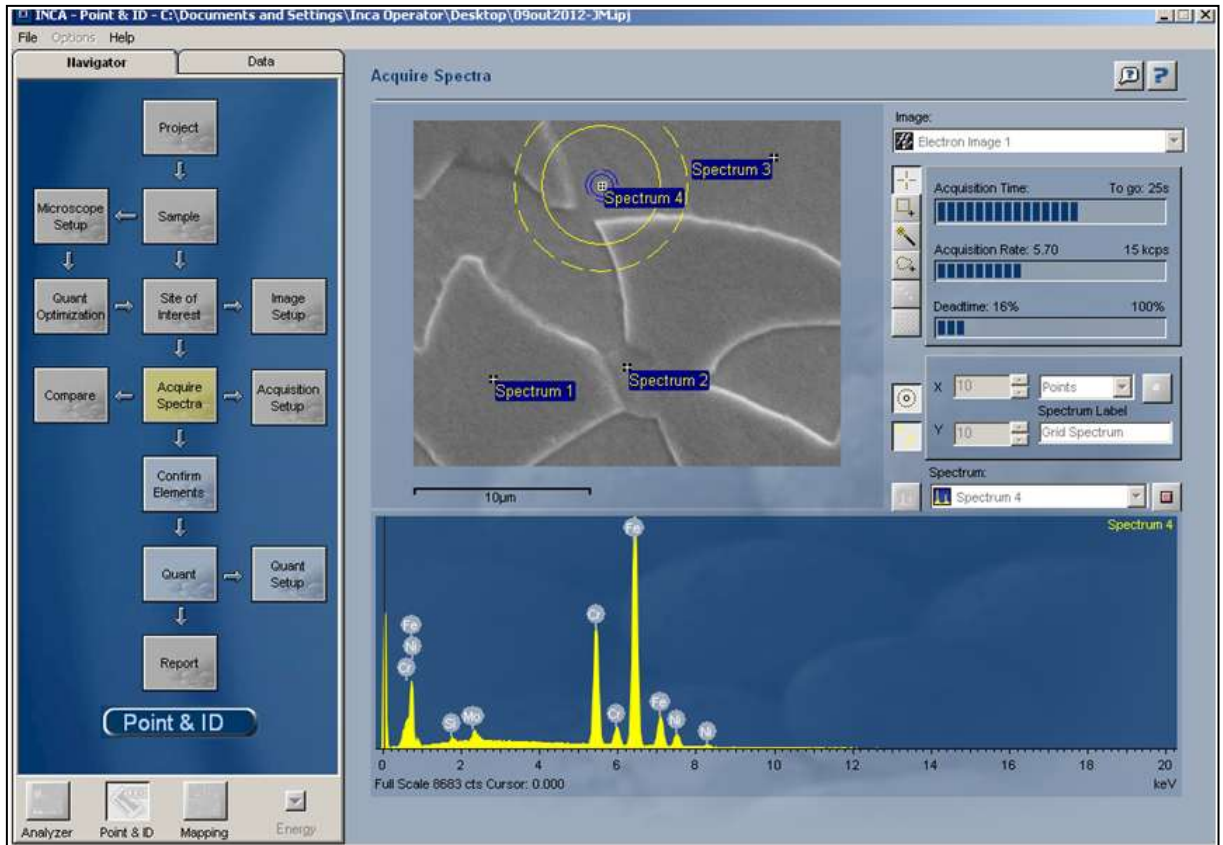 INCA - Point & ID - C:\Documents and Settings\Inca Operator\Desktop\09out2012-JM.ipj
File Options Help
Navigator Data
Project
Microscope Setup
Sample
Quant Optimization
Site of Interest
Image Setup
Compare
Acquire Spectra
Acquisition Setup
Confirm Elements
Quant
Quant Setup
Report
Point & ID
Analyzer Point & ID Mapping Energy
Acquire Spectra
Spectrum 3
Spectrum 4
Spectrum 1
Spectrum 2
10µm
Image:
Electron Image 1
Acquisition Time: To go: 25s
Acquisition Rate: 5.70 15 kcps
Deadtime: 16% 100%
X 10 Points
Spectrum Label
Y 10 Grid Spectrum
Spectrum:
Spectrum 4
Spectrum 4
Fe
Fe Cr
Ni
Cr Si Mo Cr Fe Ni Ni
0 2 4 6 8 10 12 14 16 18 20
Full Scale 8683 cts Cursor: 0.000 keV